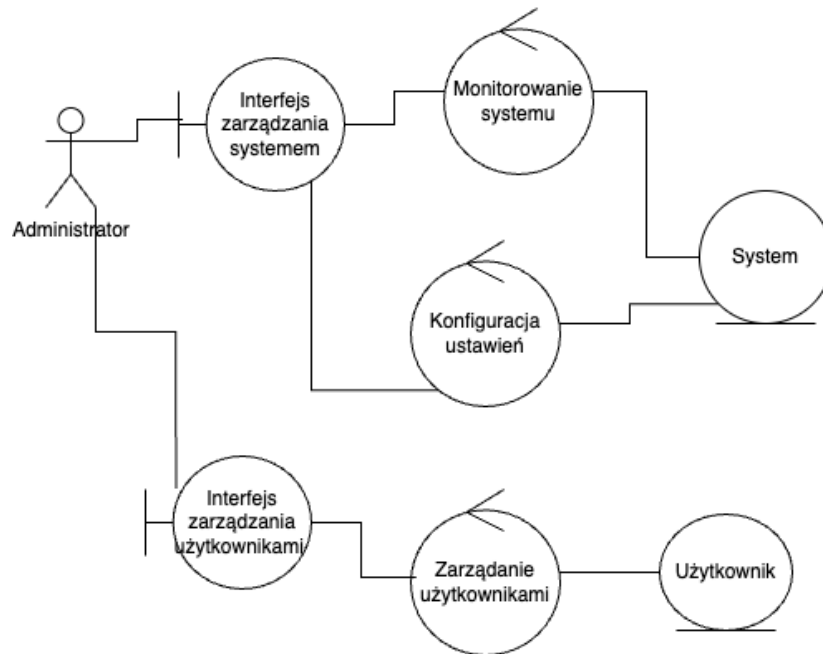 Interfejs
zarządzania
systemem
Monitorowanie
systemu
Administrator
System
Konfiguracja
ustawień
Interfejs
zarządzania
użytkownikami
Zarządanie
użytkownikami
Użytkownik